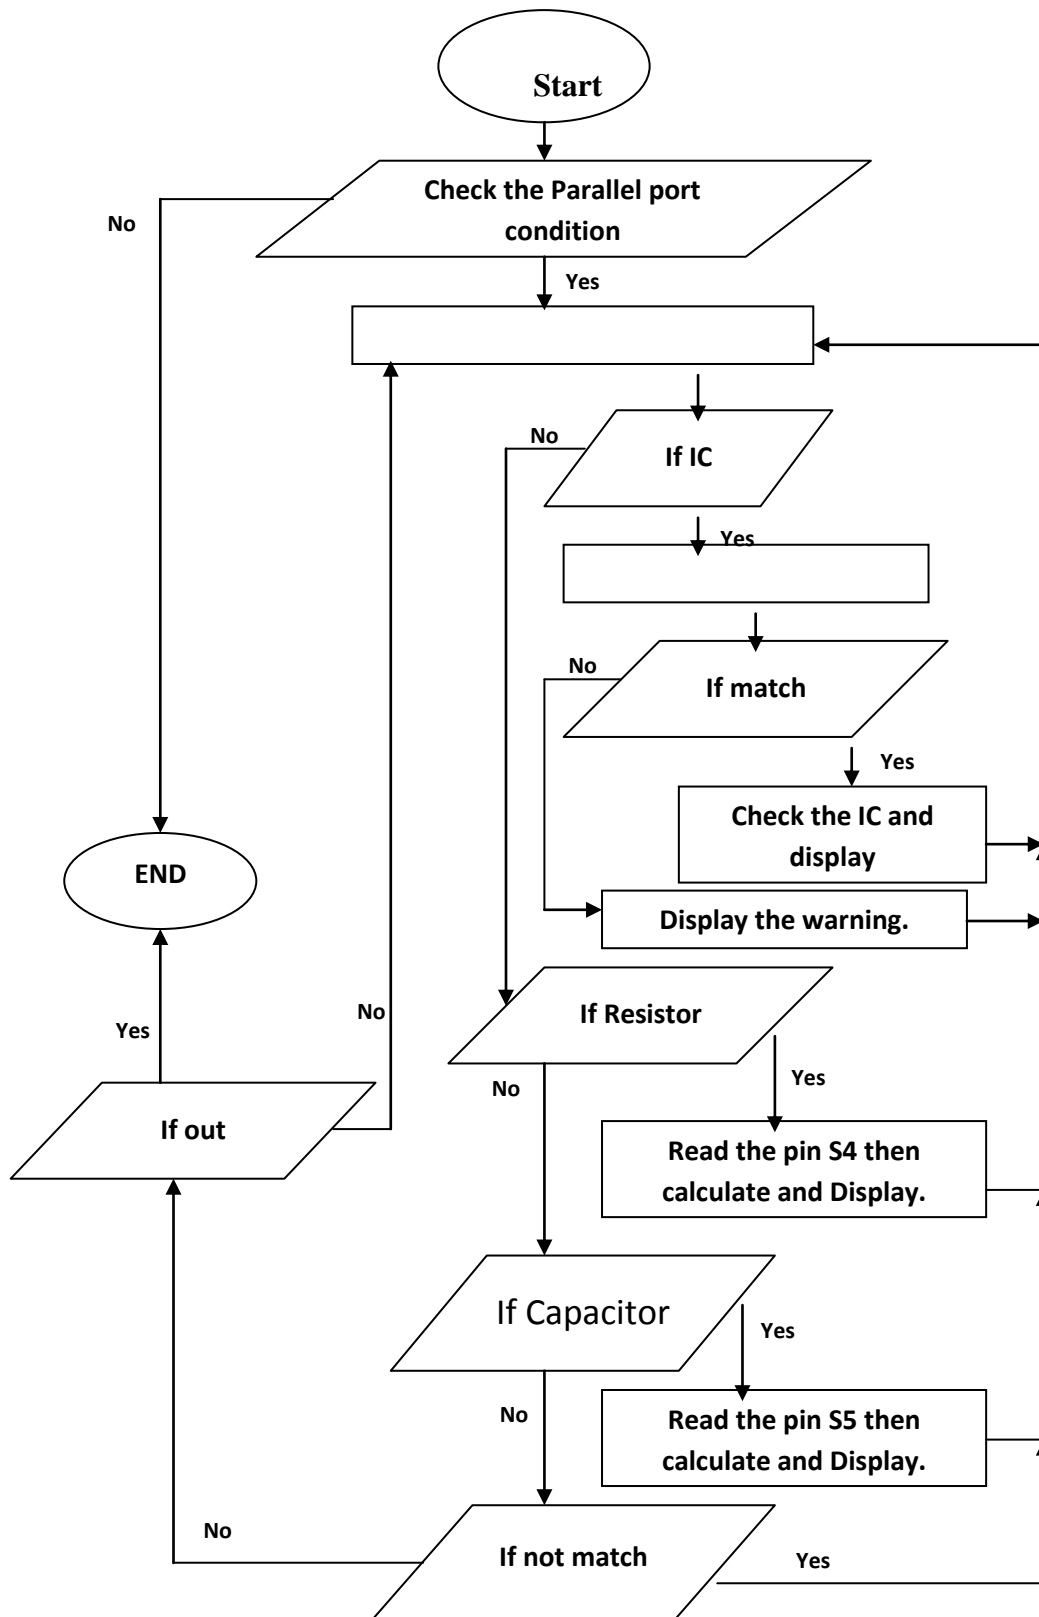 Start
Check the Parallel port
condition
No
Yes
If IC
No
Yes
If match
No
Yes
Check the IC and
display
END
Display the warning.
If Resistor
No
Yes
No
Yes
If out
Read the pin S4 then
calculate and Display.
If Capacitor
Yes
No
Read the pin S5 then
calculate and Display.
No
If not match
Yes